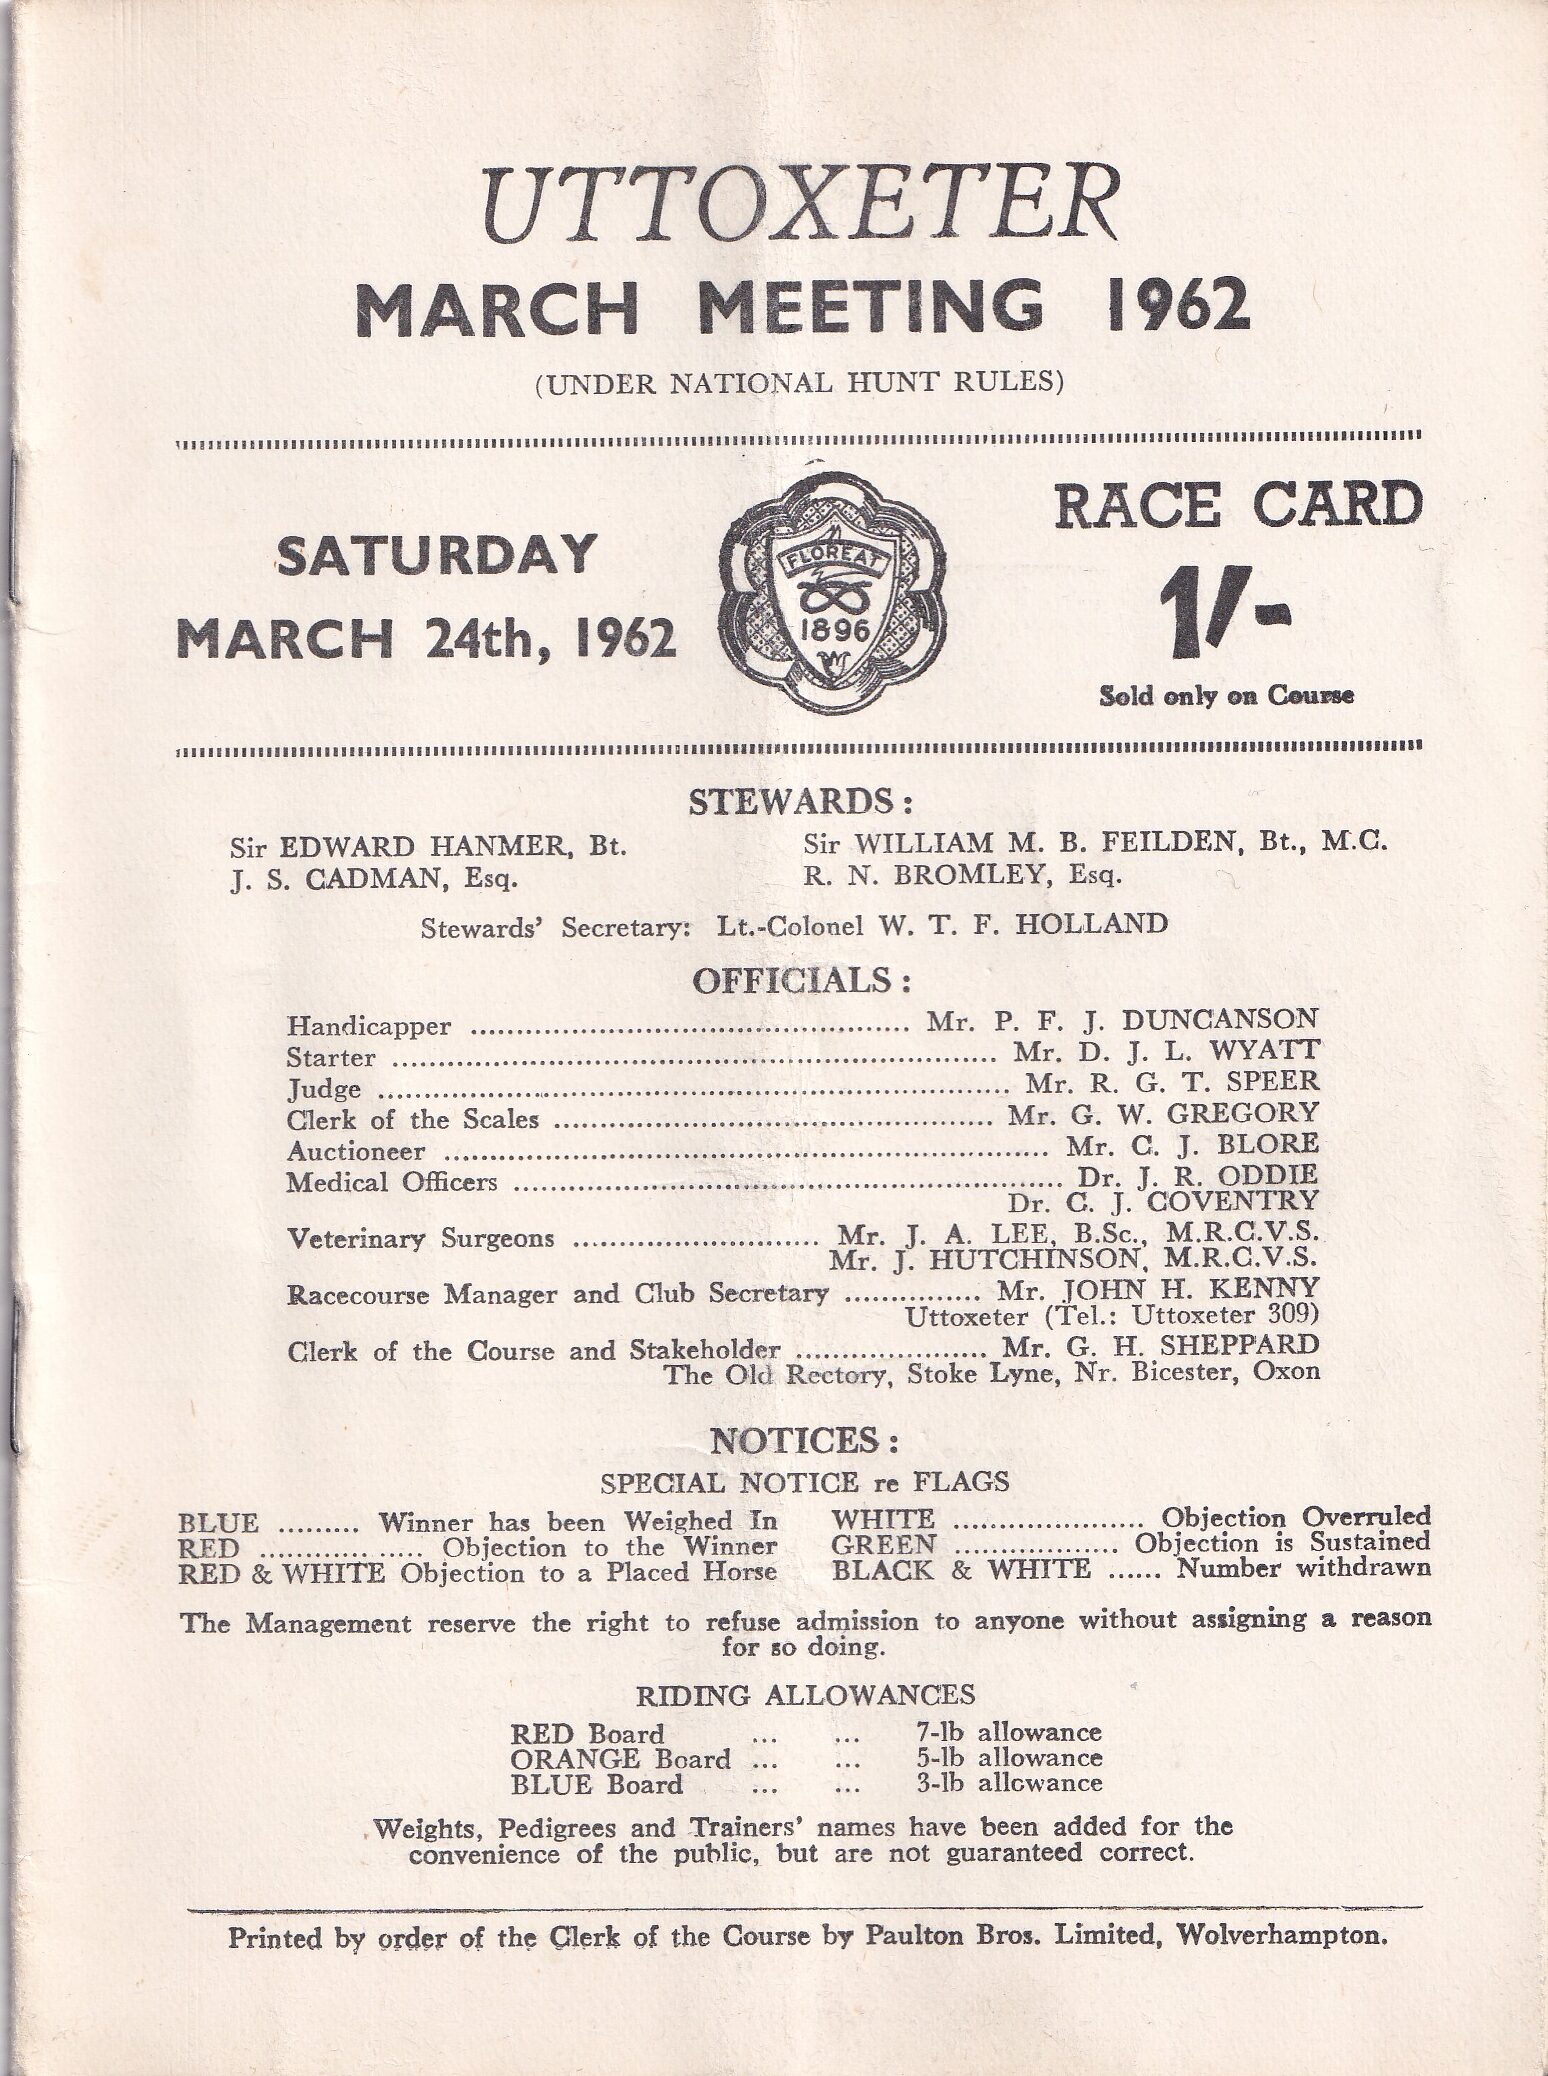 UTTOXETER
MARCH MEETING 1962
(UNDER NATIONAL HUNT RULES)
SATURDAY
MARCH 24th, 1962
FLOREAT
1896
RACE CARD
1/-
Sold only on Course
STEWARDS:
Sir EDWARD HANMER, Bt.
J. S. CADMAN, Esq.
Sir WILLIAM M. B. FEILDEN, Bt., M.C.
R. N. BROMLEY, Esq.
Stewards' Secretary: Lt.-Colonel W. T. F. HOLLAND
OFFICIALS:
Handicapper ................ Mr. P. F. J. DUNCANSON
Starter ................ Mr. D. J. L. WYATT
Judge ................ Mr. R. G. T. SPEER
Clerk of the Scales ................ Mr. G. W. GREGORY
Auctioneer ................ Mr. C. J. BLORE
Medical Officers ................ Dr. J. R. ODDIE
Dr. C. J. COVENTRY
Veterinary Surgeons ................ Mr. J. A. LEE, B.Sc., M.R.C.V.S.
Mr. J. HUTCHINSON, M.R.C.V.S.
Racecourse Manager and Club Secretary ............... Mr. JOHN H. KENNY
Uttoxeter (Tel.: Uttoxeter 309)
Clerk of the Course and Stakeholder ................ Mr. G. H. SHEPPARD
The Old Rectory, Stoke Lyne, Nr. Bicester, Oxon
NOTICES:
SPECIAL NOTICE re FLAGS
BLUE ......... Winner has been Weighed In
RED .................. Objection to the Winner
RED & WHITE Objection to a Placed Horse
WHITE ..................... Objection Overruled
GREEN .................. Objection is Sustained
BLACK & WHITE ...... Number withdrawn
The Management reserve the right to refuse admission to anyone without assigning a reason
for so doing.
RIDING ALLOWANCES
RED Board ... ... 7-lb allowance
ORANGE Board ... ... 5-lb allowance
BLUE Board ... ... 3-lb allowance
Weights, Pedigrees and Trainers' names have been added for the
convenience of the public, but are not guaranteed correct.
Printed by order of the Clerk of the Course by Paulton Bros. Limited, Wolverhampton.